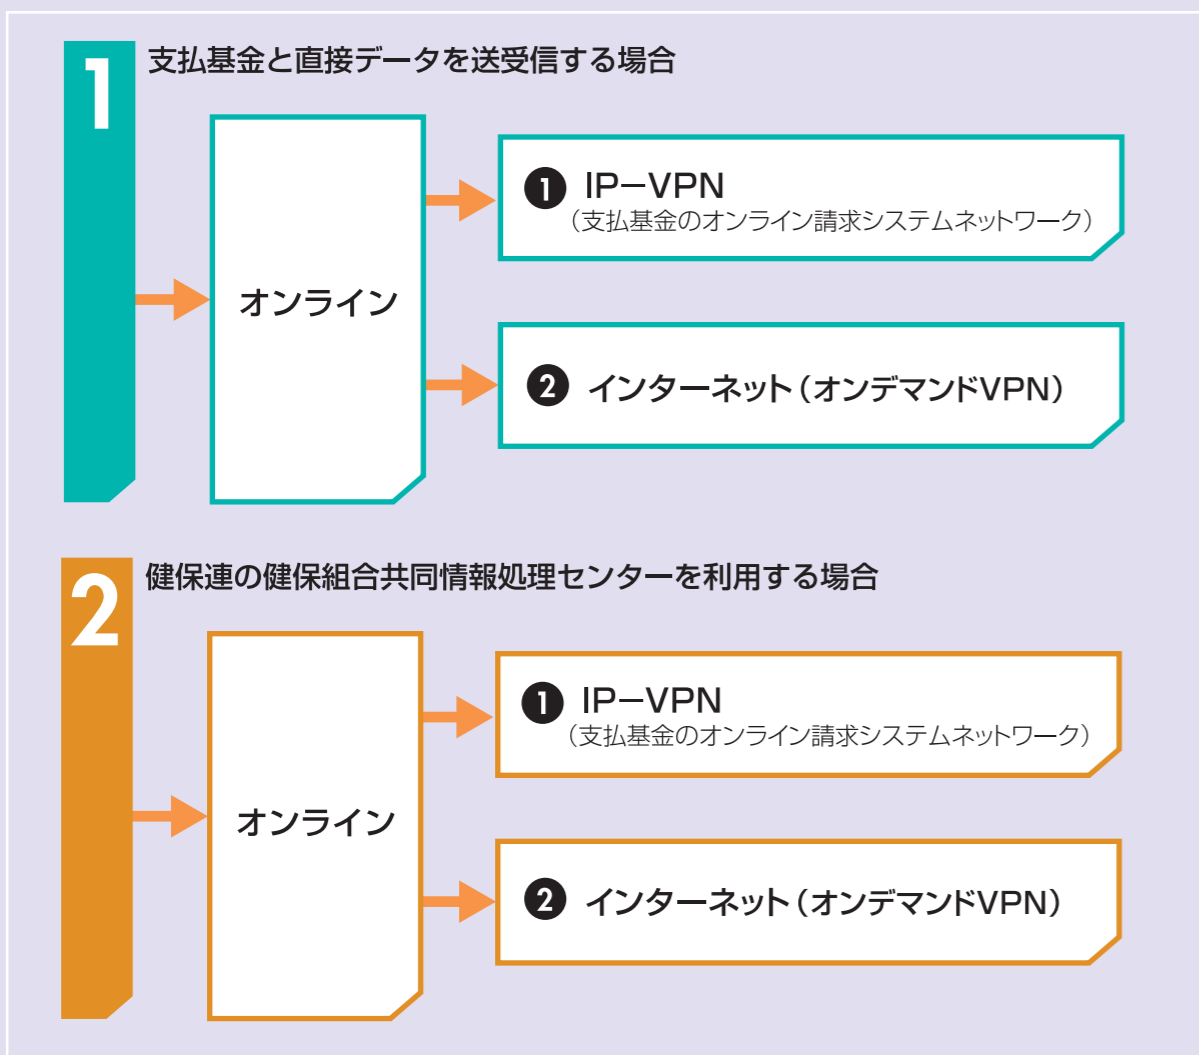 1
支払基金と直接データを送受信する場合
オンライン
❶ IP−VPN
（支払基金のオンライン請求システムネットワーク）
❷ インターネット（オンデマンドVPN）
2
健保連の健保組合共同情報処理センターを利用する場合
オンライン
❶ IP−VPN
（支払基金のオンライン請求システムネットワーク）
❷ インターネット（オンデマンドVPN）